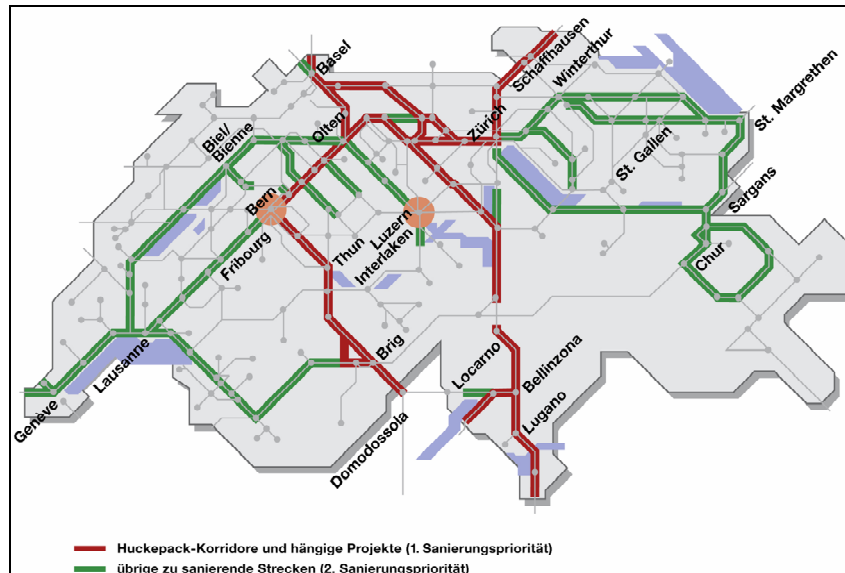 Basel
Schaffhausen
Winterthur
St. Margrethen
Olten
Zürich
Biel/
Bienne
St. Gallen
Sargans
Bern
Luzern
Fribourg
Thun
Interlaken
Chur
Lausanne
Brig
Locarno
Bellinzona
Genève
Domodossola
Lugano
Huckepack-Korridore und hängige Projekte (1. Sanierungspriorität)
übrige zu sanierende Strecken (2. Sanierungspriorität)